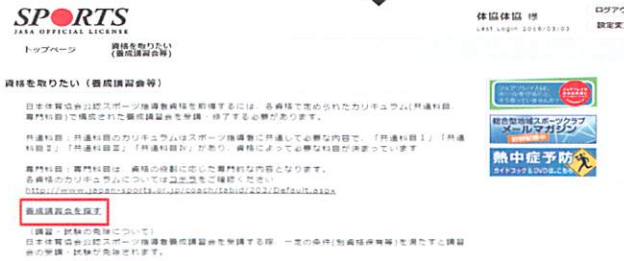 SPORTS
JASA OFFICIAL LICENSE
体協体協 様
ログアウ
Last Login 2016/03/03
設定変
トップページ
資格を取りたい
(養成講習会等)
資格を取りたい（養成講習会等）
日本体育協会公認スポーツ指導者資格を取得するには、各資格で定められたカリキュラム(共通科目、
専門科目)で構成された養成講習会を受講・修了する必要があります。
共通科目：共通科目のカリキュラムはスポーツ指導者に共通して必要な内容で、「共通科目Ⅰ」「共通
科目Ⅱ」「共通科目Ⅲ」「共通科目Ⅳ」があり、資格によって必要な科目が決まっています
専門科目：専門科目は、資格の役割に応じた専門的な内容となります。
各資格のカリキュラムについてはコチラをご確認ください
http://www.japan-sports.or.jp/coach/tabid/203/Default.aspx
養成講習会を探す
（講習・試験の免除について）
日本体育協会公認スポーツ指導者養成講習会を受講する際、一定の条件(別資格保有等)を満たすと講習
会の受講・試験が免除されます。
フェアプレイは、
総合型地域スポーツクラブ
メールマガジン
熱中症予防
ガイドブック&DVDはこちら